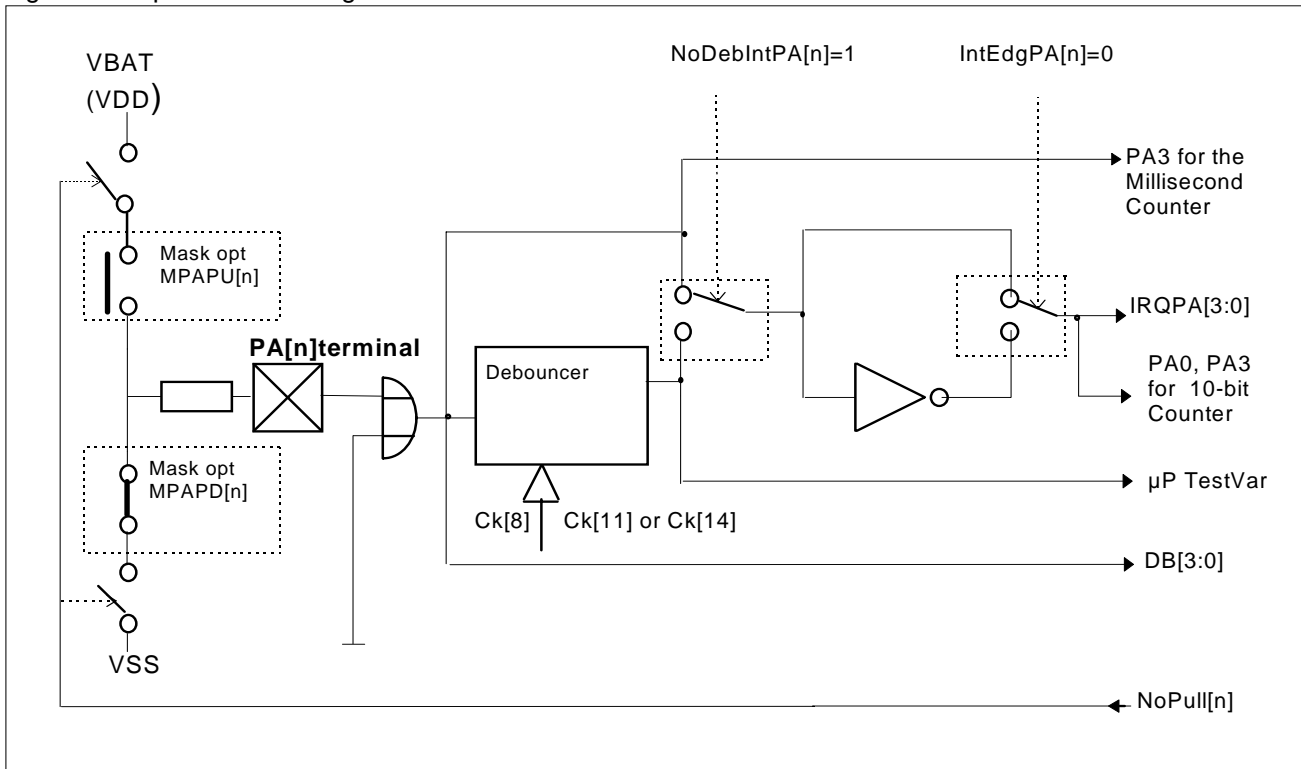 VBAT
(VDD)
NoDebIntPA[n]=1
IntEdgPA[n]=0
PA3 for the
Millisecond
Counter
Mask opt
MPAPU[n]
IRQPA[3:0]
PA[n]terminal
Debouncer
PA0, PA3
for 10-bit
Counter
Mask opt
MPAPD[n]
µP TestVar
Ck[8]
Ck[11] or Ck[14]
DB[3:0]
VSS
NoPull[n]